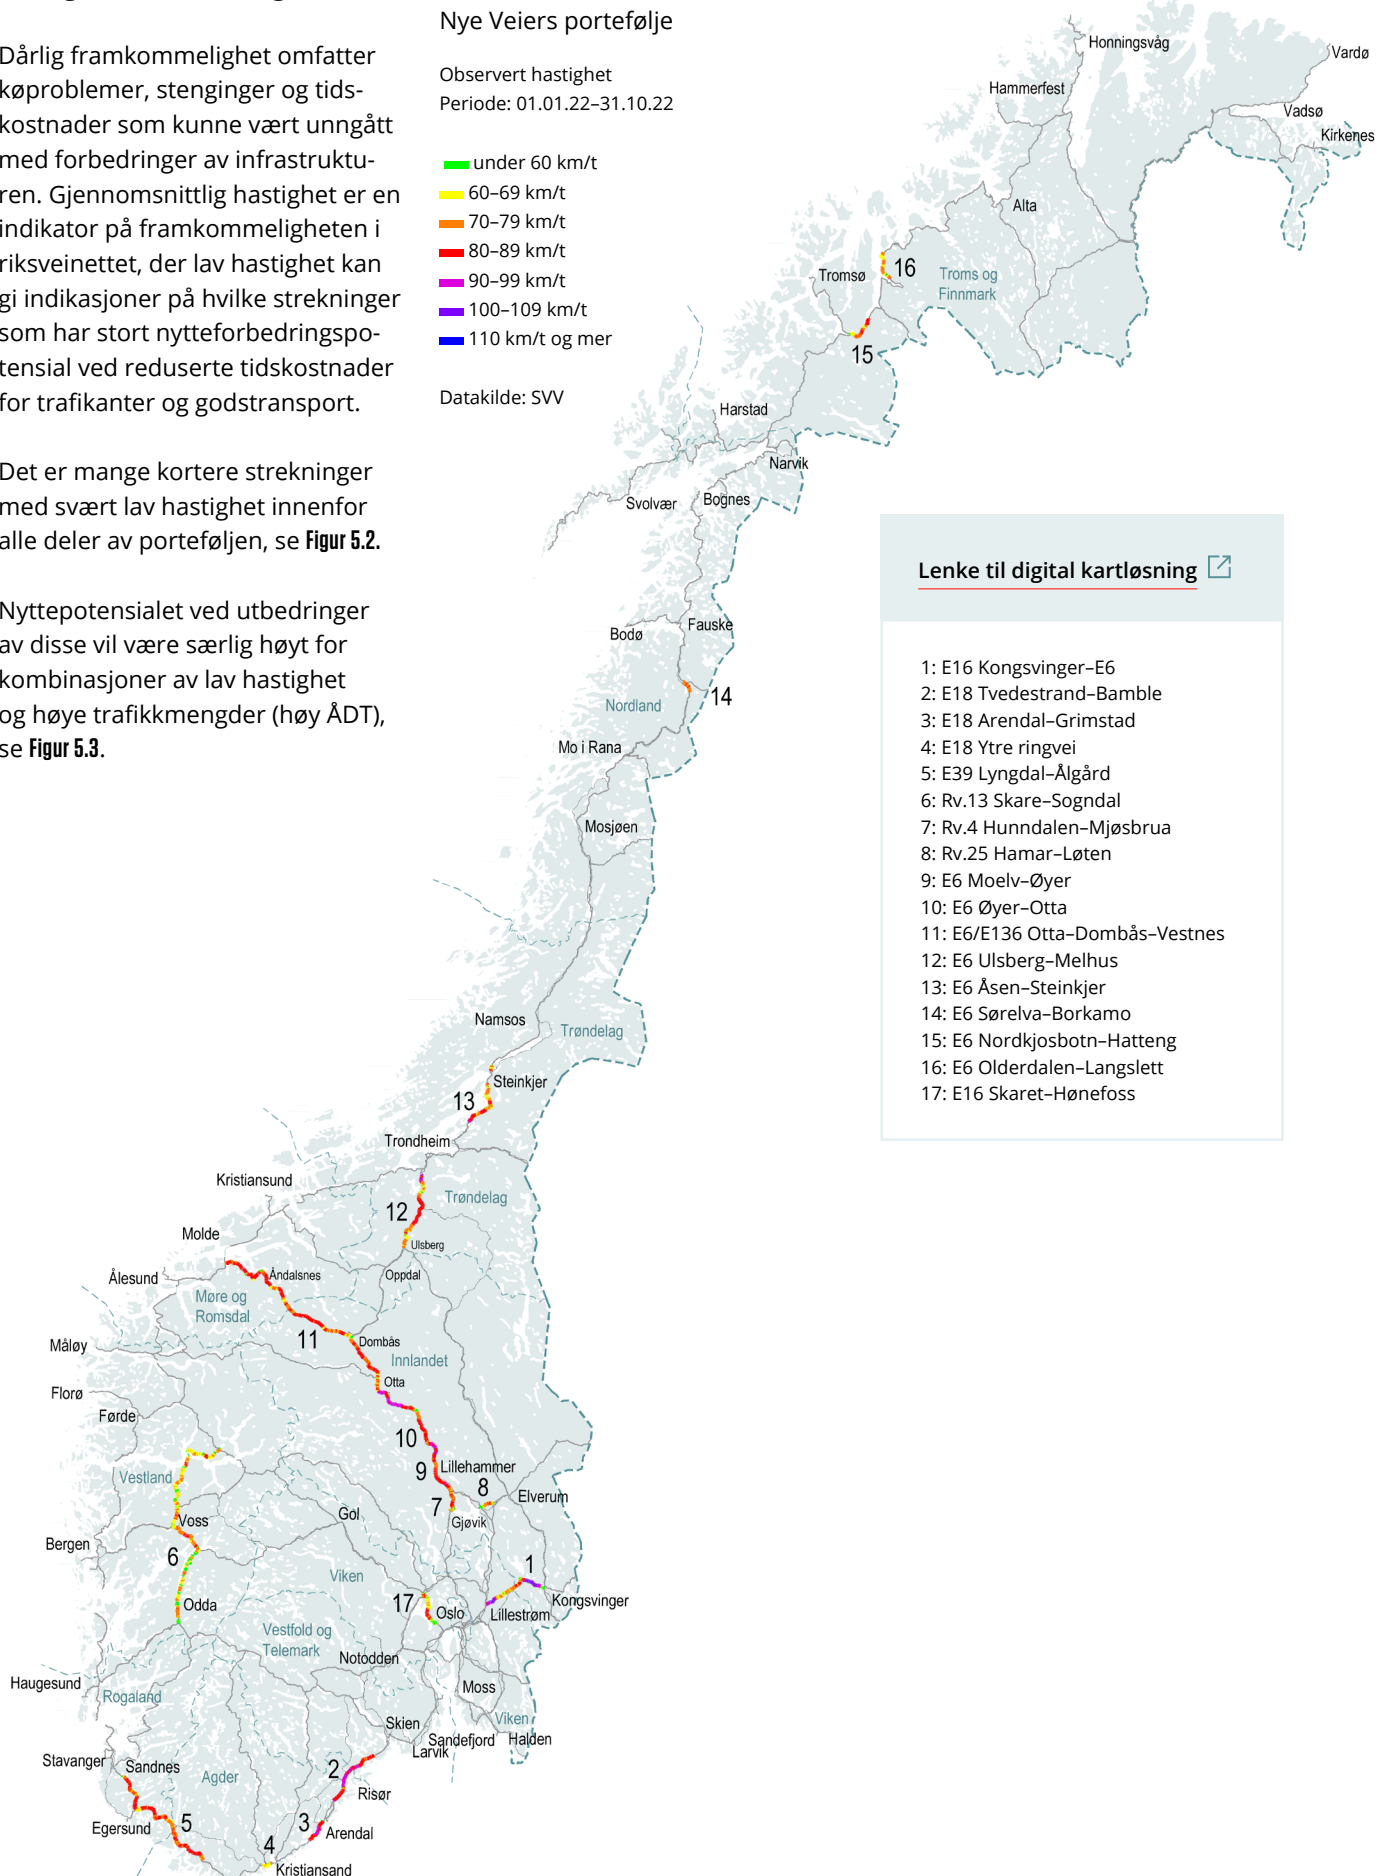 Dårlig framkommelighet omfatter
køproblemer, stenginger og tids-
kostnader som kunne vært unngått
med forbedringer av infrastruktu-
ren. Gjennomsnittlig hastighet er en
indikator på framkommeligheten i
riksveinettet, der lav hastighet kan
gi indikasjoner på hvilke strekninger
som har stort nytteforbedringspo-
tensial ved reduserte tidskostnader
for trafikanter og godstransport.
Det er mange kortere strekninger
med svært lav hastighet innenfor
alle deler av porteføljen, se Figur 5.2.
Nyttepotensialet ved utbedringer
av disse vil være særlig høyt for
kombinasjoner av lav hastighet
og høye trafikkmengder (høy ÅDT),
se Figur 5.3.
Nye Veiers portefølje
Observert hastighet
Periode: 01.01.22–31.10.22
under 60 km/t
60–69 km/t
70–79 km/t
80–89 km/t
90–99 km/t
100–109 km/t
110 km/t og mer
Datakilde: SVV
Honningsvåg
Vardø
Hammerfest
Vadsø
Kirkenes
Alta
Tromsø
16
Troms og
Finnmark
15
Harstad
Narvik
Svolvær
Bognes
Fauske
Bodø
14
Nordland
Mo i Rana
Mosjøen
Namsos
Trøndelag
Steinkjer
13
Trondheim
Kristiansund
Trøndelag
12
Molde
Ulsberg
Ålesund
Åndalsnes
Oppdal
Møre og
Romsdal
11
Dombås
Måløy
Innlandet
Otta
Florø
Førde
10
Lillehammer
9
Vestland
8
Elverum
7
Gjøvik
Gol
Voss
Bergen
6
1
Viken
Kongsvinger
17
Odda
Oslo
Lillestrøm
Vestfold og
Telemark
Notodden
Haugesund
Rogaland
Moss
Viken
Skien
Sandefjord
Halden
Larvik
Stavanger
Sandnes
2
Agder
Risør
Egersund
5
3
Arendal
4
Kristiansand
Lenke til digital kartløsning
1: E16 Kongsvinger–E6
2: E18 Tvedestrand–Bamble
3: E18 Arendal–Grimstad
4: E18 Ytre ringvei
5: E39 Lyngdal–Ålgård
6: Rv.13 Skare–Sogndal
7: Rv.4 Hunndalen–Mjøsbrua
8: Rv.25 Hamar–Løten
9: E6 Moelv–Øyer
10: E6 Øyer–Otta
11: E6/E136 Otta–Dombås–Vestnes
12: E6 Ulsberg–Melhus
13: E6 Åsen–Steinkjer
14: E6 Sørelva–Borkamo
15: E6 Nordkjosbotn–Hatteng
16: E6 Olderdalen–Langslett
17: E16 Skaret–Hønefoss